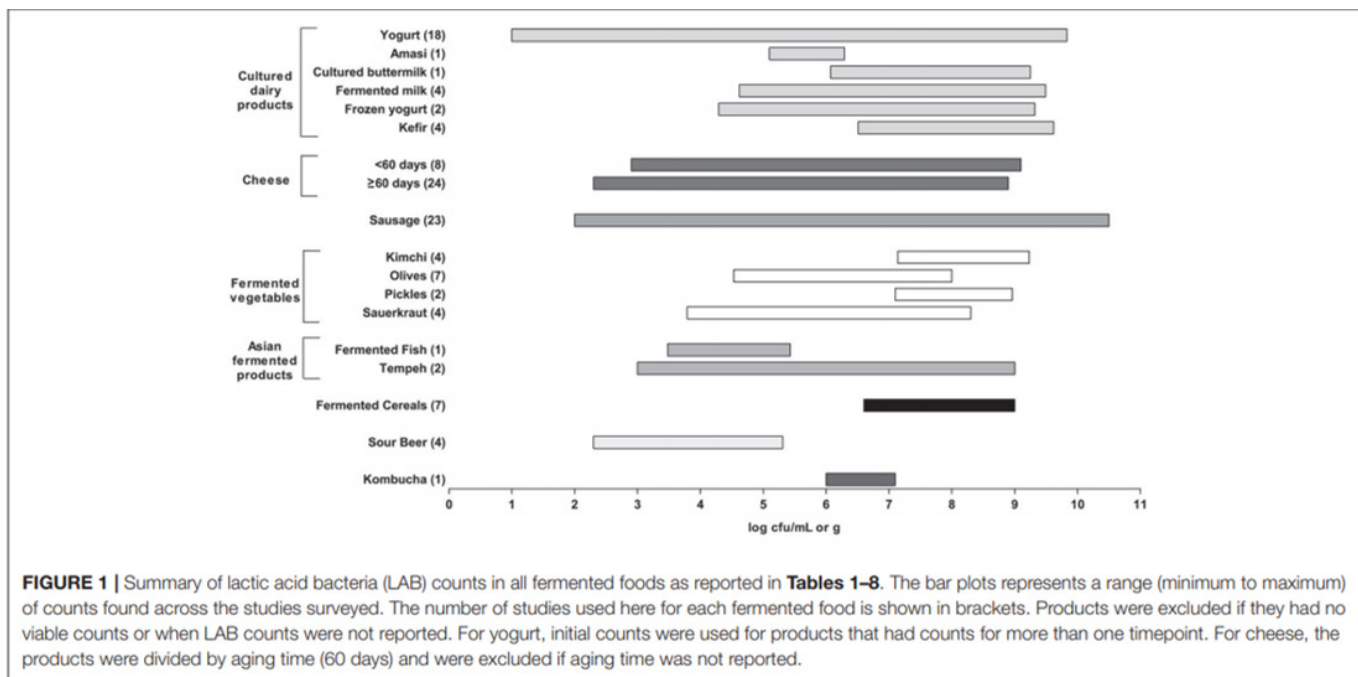 Yogurt (18)
Amasi (1)
Cultured buttermilk (1)
Fermented milk (4)
Frozen yogurt (2)
Kefir (4)
Cultured
dairy
products
<60 days (8)
≥60 days (24)
Cheese
Sausage (23)
Kimchi (4)
Olives (7)
Pickles (2)
Sauerkraut (4)
Fermented
vegetables
Fermented Fish (1)
Tempeh (2)
Asian
fermented
products
Fermented Cereals (7)
Sour Beer (4)
Kombucha (1)
0 1 2 3 4 5 6 7 8 9 10 11
log cfu/mL or g
FIGURE 1 | Summary of lactic acid bacteria (LAB) counts in all fermented foods as reported in Tables 1–8. The bar plots represents a range (minimum to maximum)
of counts found across the studies surveyed. The number of studies used here for each fermented food is shown in brackets. Products were excluded if they had no
viable counts or when LAB counts were not reported. For yogurt, initial counts were used for products that had counts for more than one timepoint. For cheese, the
products were divided by aging time (60 days) and were excluded if aging time was not reported.